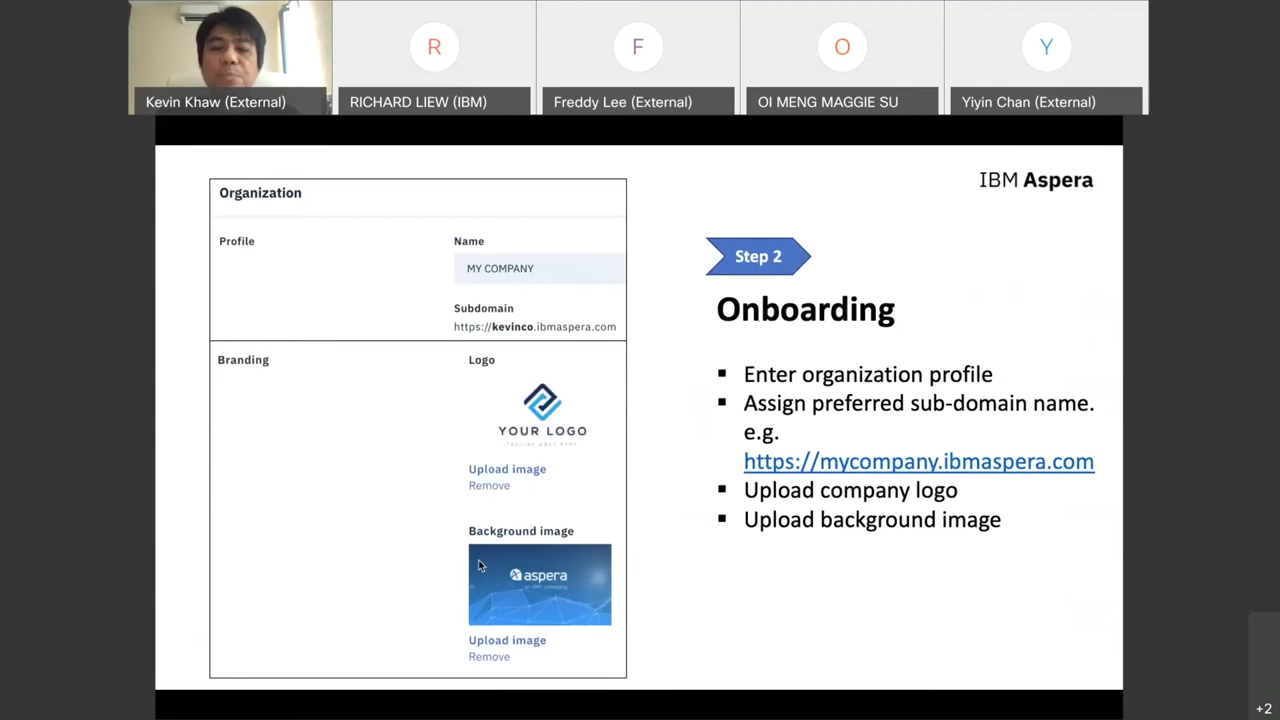 R
F
O
Y
Kevin Khaw (External)
RICHARD LIEW (IBM)
Freddy Lee (External)
OI MENG MAGGIE SU
Yiyin Chan (External)
IBM Aspera
Organization
Profile
Name
MY COMPANY
Subdomain
https://kevinco.ibmaspera.com
Branding
Logo
YOUR LOGO
Upload image
Remove
Background image
aspera
an IBM company
Upload image
Remove
Step 2
Onboarding
▪ Enter organization profile
▪ Assign preferred sub-domain name.
e.g.
https://mycompany.ibmaspera.com
▪ Upload company logo
▪ Upload background image
+2